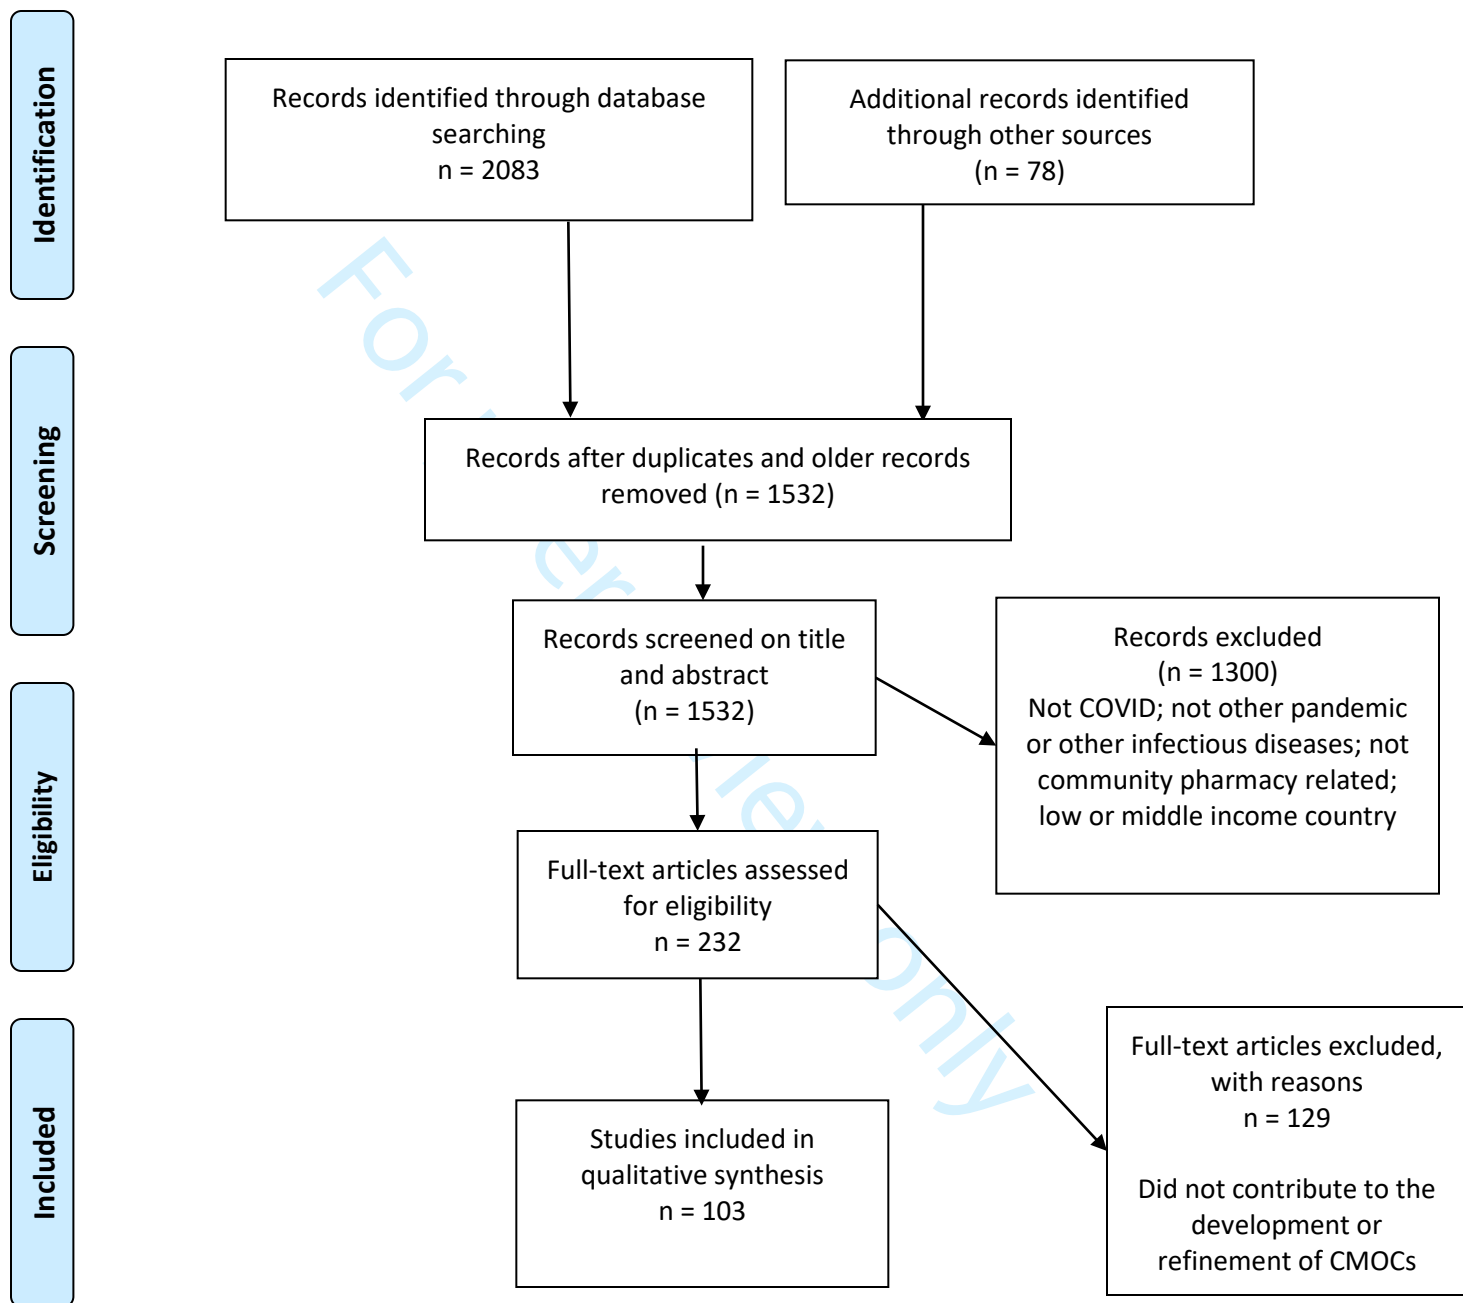 Identification
Records identified through database
searching
n = 2083
Additional records identified
through other sources
(n = 78)
Screening
Records after duplicates and older records
removed (n = 1532)
Records screened on title
and abstract
(n = 1532)
Records excluded
(n = 1300)
Not COVID; not other pandemic
or other infectious diseases; not
community pharmacy related;
low or middle income country
Eligibility
Full-text articles assessed
for eligibility
n = 232
Full-text articles excluded,
with reasons
n = 129
Did not contribute to the
development or
refinement of CMOCs
Included
Studies included in
qualitative synthesis
n = 103
For
only